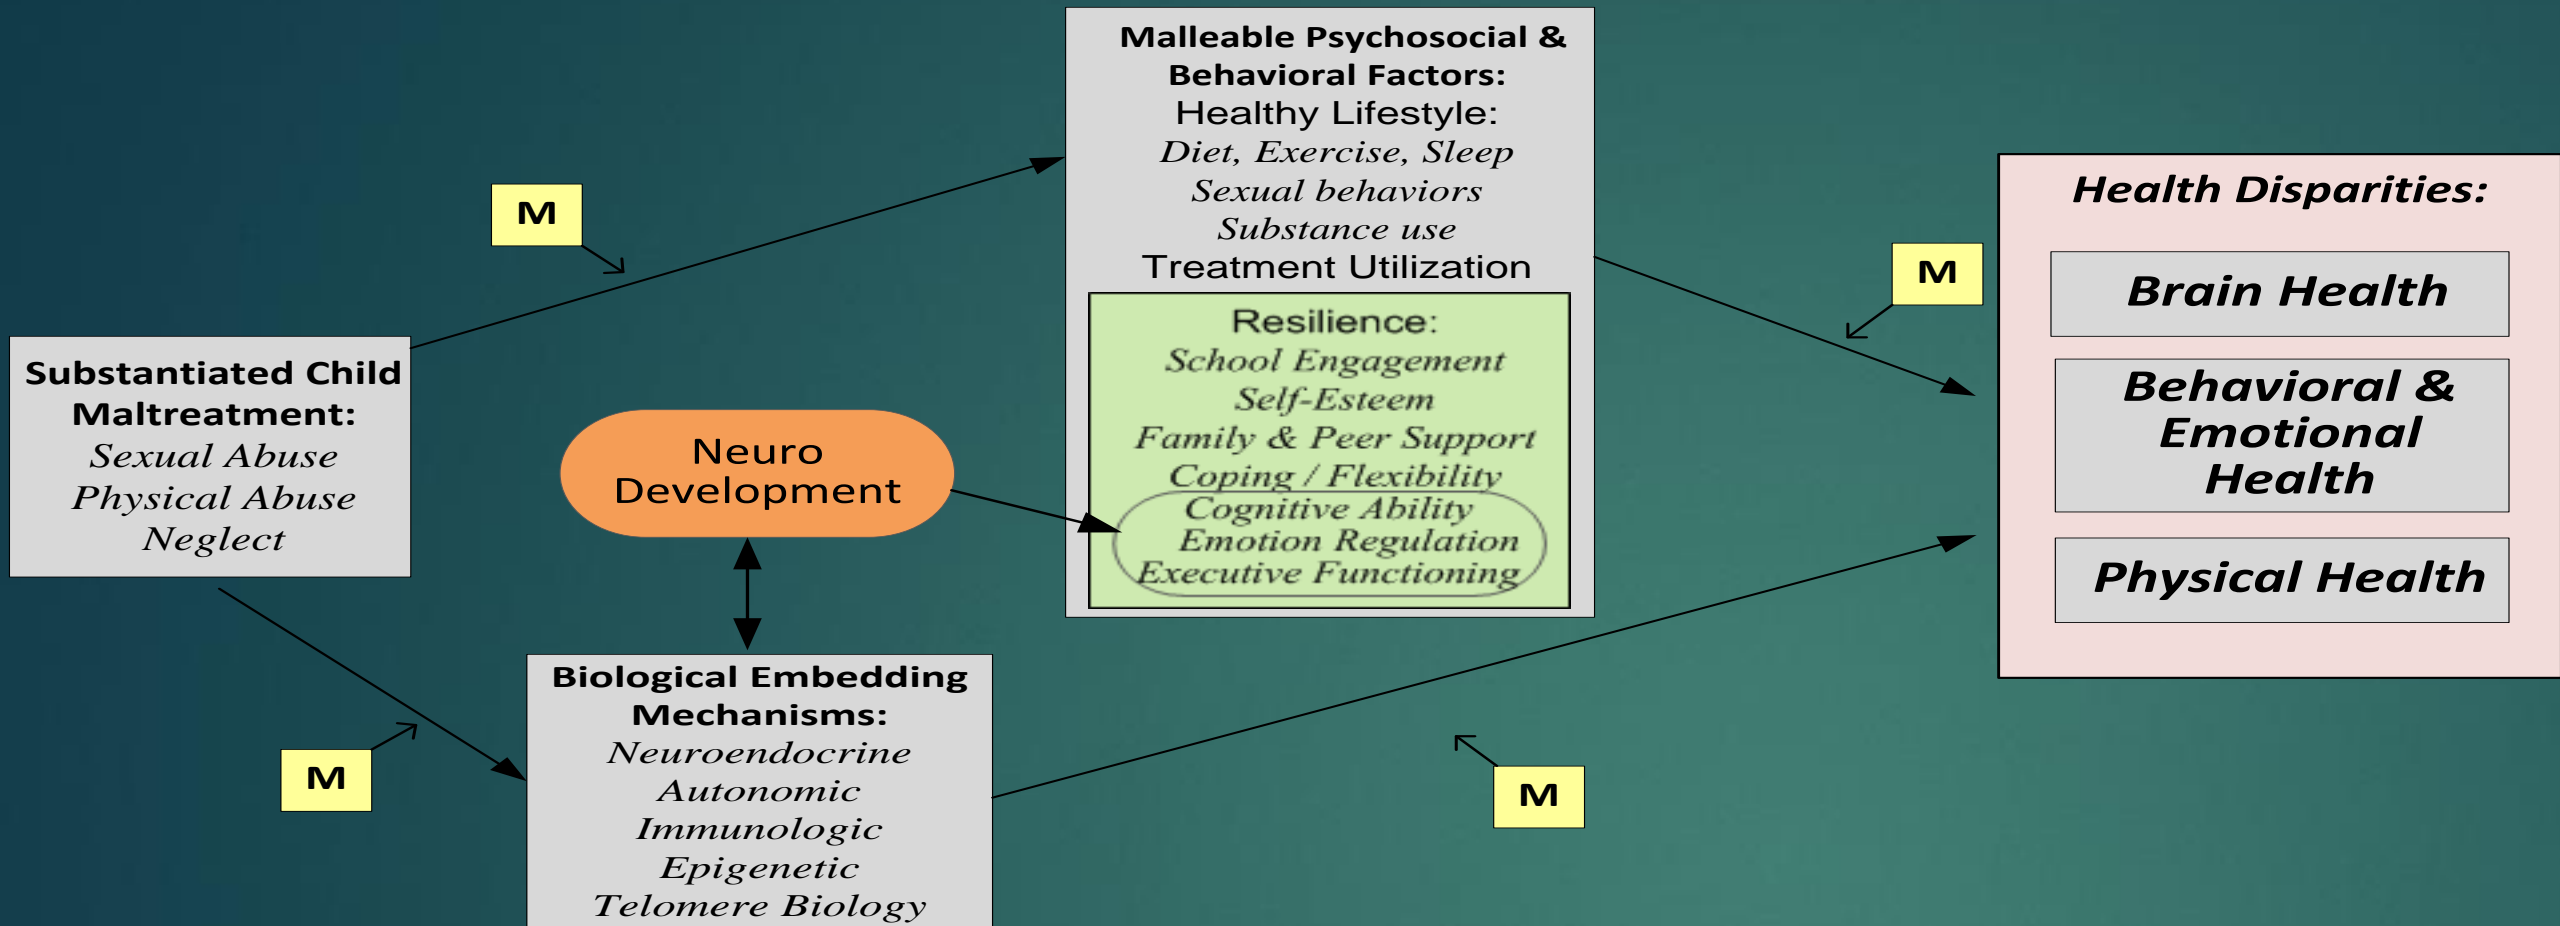 Malleable Psychosocial &
Behavioral Factors:
Healthy Lifestyle:
Diet, Exercise, Sleep
Sexual behaviors
Substance use
Treatment Utilization
Resilience:
School Engagement
Self-Esteem
Family & Peer Support
Coping / Flexibility
Cognitive Ability
Emotion Regulation
Executive Functioning
M
M
Health Disparities:
Brain Health
Behavioral &
Emotional
Health
Physical Health
Substantiated Child
Maltreatment:
Sexual Abuse
Physical Abuse
Neglect
Neuro
Development
Biological Embedding
Mechanisms:
Neuroendocrine
Autonomic
Immunologic
Epigenetic
Telomere Biology
M
M